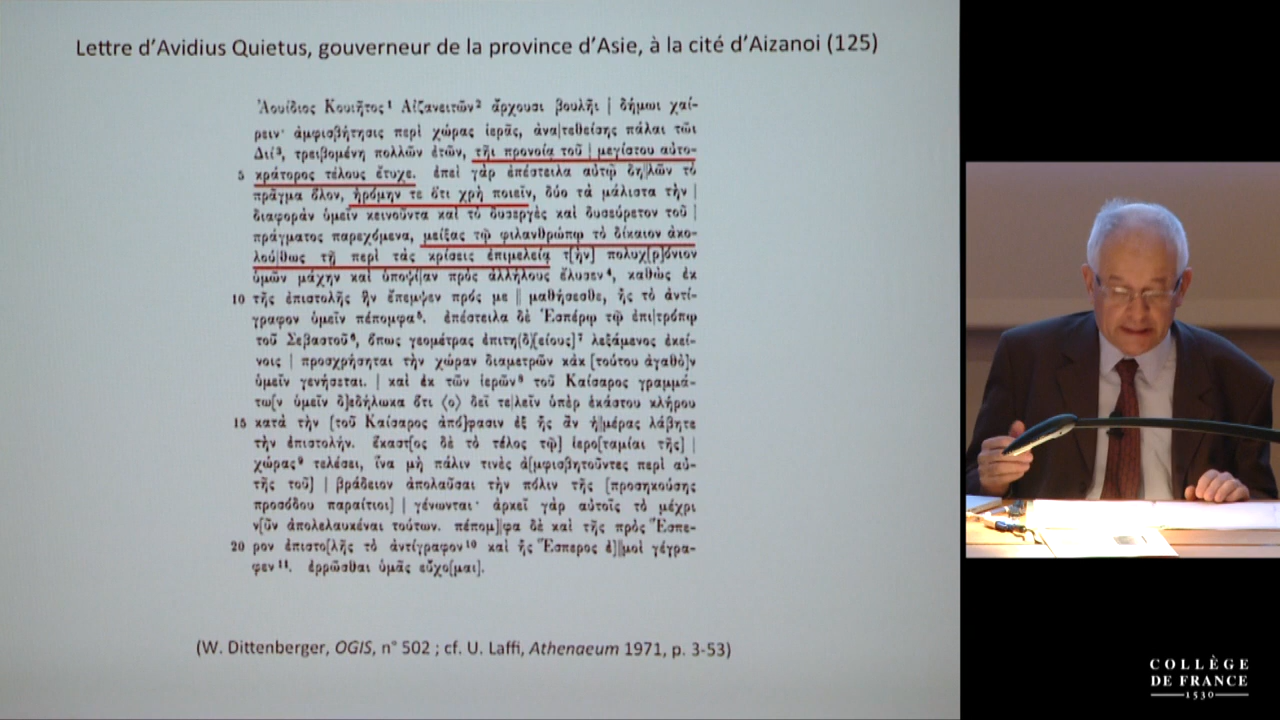 Lettre d’Avidius Quietus, gouverneur de la province d’Asie, à la cité d’Aizanoi (125)
Ἀουίδιος Κουιῆτος¹ Αἰζανειτῶν² ἄρχουσι βουλῆι | δήμωι χαί-
ρειν· ἀμφισβήτησις περὶ χώρας ἱερᾶς, ἀνα|τεθείσης πάλαι τῶι
Διί³, τρειβομένη πολλῶν ἐτῶν, τῆι προνοίᾳ τοῦ | μεγίστου αὐτο-
5 κράτορος τέλους ἔτυχε. ἐπεὶ γὰρ ἐπέστειλα αὐτῷ δη||λῶν τὸ
πρᾶγμα ὅλον, ἠρόμην τε ὅτι χρὴ ποιεῖν, δύο τὰ μάλιστα τὴν |
διαφορὰν ὑμεῖν κεινοῦντα καὶ τὸ δυσεργὲς καὶ δυσεύρετον τοῦ |
πράγματος παρεχόμενα, μείξας τῷ φιλανθρώπῳ τὸ δίκαιον ἀκο-
λού|θως τῇ περὶ τὰς κρίσεις ἐπιμελείᾳ τ[ὴν] πολυχ[ρ]όνιον
ὑμῶν μάχην καὶ ὑποψί|αν πρὸς ἀλλήλους ἔλυσεν⁴, καθὼς ἐκ
10 τῆς ἐπιστολῆς ἣν ἔπεμψεν πρός με || μαθήσεσθε, ἧς τὸ ἀντί-
γραφον ὑμεῖν πέπομφα⁵. ἐπέστειλα δὲ Ἑσπέρῳ τῷ ἐπι|τρόπῳ
τοῦ Σεβαστοῦ⁶, ὅπως γεομέτρας ἐπιτη(δ)[είους]⁷ λεξάμενος ἐκεί-
νοις | προσχρήσηται τὴν χώραν διαμετρῶν κἀκ [τούτου ἀγαθὸ]ν
ὑμεῖν γενήσεται. | καὶ ἐκ τῶν ἱερῶν⁸ τοῦ Καίσαρος γραμμά-
τω[ν ὑμεῖν δ]εδήλωκα ὅτι ⟨ο⟩ δεῖ τε|λεῖν ὑπὲρ ἑκάστου κλήρου
15 κατὰ τὴν [τοῦ Καίσαρος ἀπό]φασιν ἐξ ἧς ἂν ἡ||μέρας λάβητε
τὴν ἐπιστολήν. ἕκαστ[ος δὲ τὸ τέλος τῷ] ἱερο[ταμίαι τῆς] |
χώρας⁹ τελέσει, ἵνα μὴ πάλιν τινὲς ἀ[μφισβητοῦντες περὶ αὐ-
τῆς τοῦ] | βράδειον ἀπολαῦσαι τὴν πόλιν τῆς [προσηκούσης
προσόδου παραίτιοι] | γένωνται· ἀρκεῖ γὰρ αὐτοῖς τὸ μέχρι
ν[ῦν ἀπολελαυκέναι τούτων. πέπομ]||φα δὲ καὶ τῆς πρὸς Ἕσπε-
20 ρον ἐπιστο[λῆς τὸ ἀντίγραφον¹⁰ καὶ ἧς Ἕσπερος ἐ]||μοὶ γέγρα-
φεν¹¹. ἐρρῶσθαι ὑμᾶς εὔχο[μαι].
(W. Dittenberger, OGIS, n° 502 ; cf. U. Laffi, Athenaeum 1971, p. 3-53)
COLLÈGE
DE FRANCE
1530